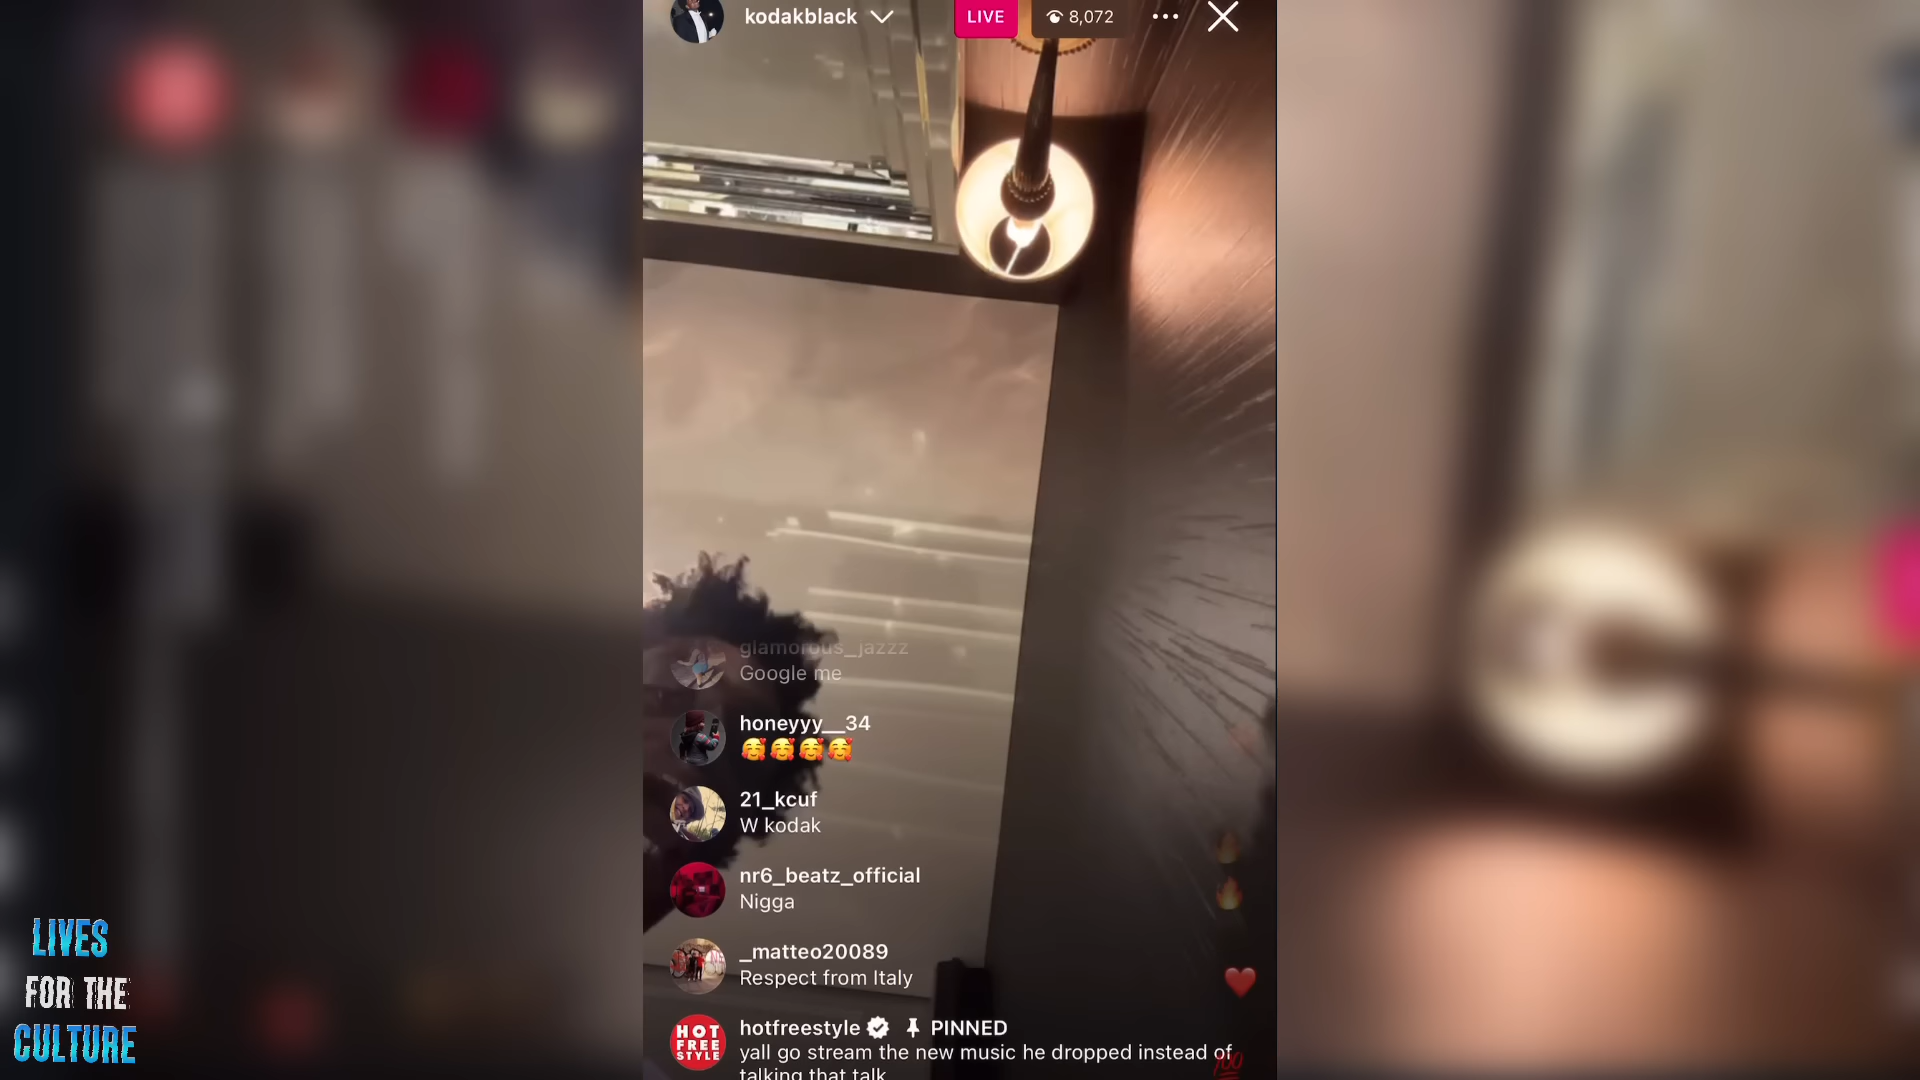 kodakblack
LIVE
8,072
glamorous_jazzz
Google me
honeyyy__34
🥰🥰🥰🥰
21_kcuf
W kodak
nr6_beatz_official
Nigga
_matteo20089
Respect from Italy
HOT
FREE
STYLE
hotfreestyle PINNED
yall go stream the new music he dropped instead of
talking that talk
LIVES
FOR THE
CULTURE